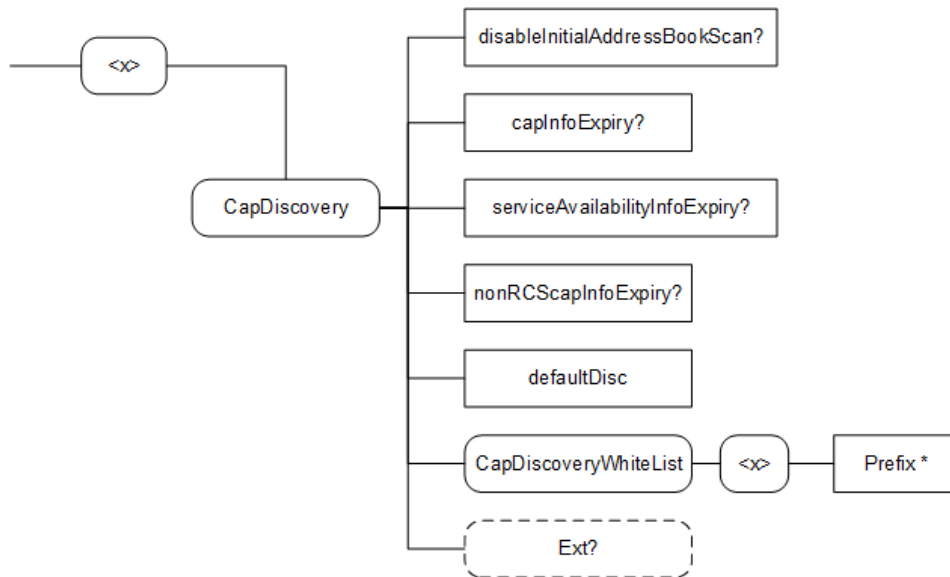 disableInitialAddressBookScan?
<x>
capInfoExpiry?
CapDiscovery
serviceAvailabilityInfoExpiry?
nonRCScapInfoExpiry?
defaultDisc
CapDiscoveryWhiteList
<x>
Prefix *
Ext?